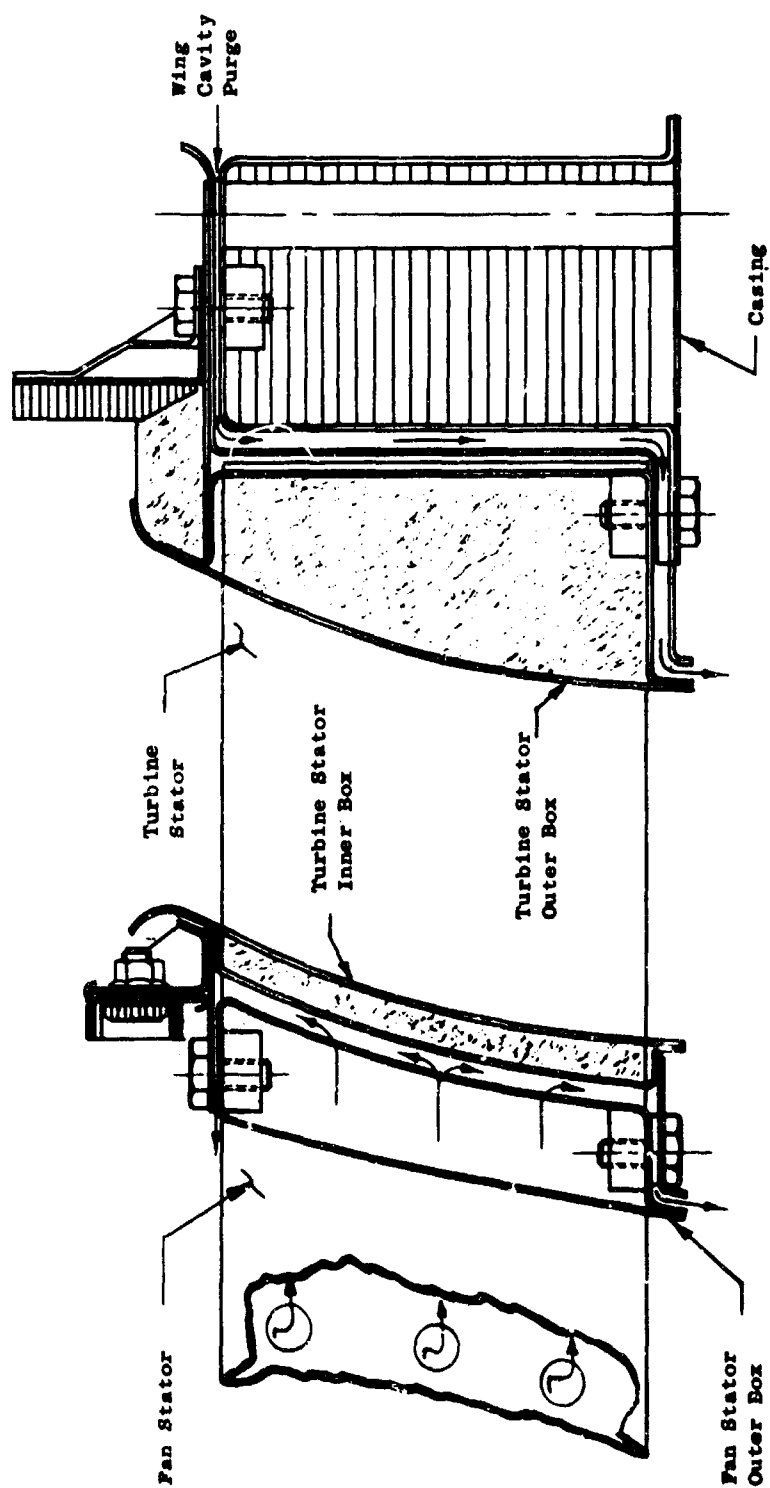 Fan Stator
Fan Stator
Outer Box
Turbine
Stator
Turbine Stator
Inner Box
Turbine Stator
Outer Box
Wing
Cavity
Purge
Casing